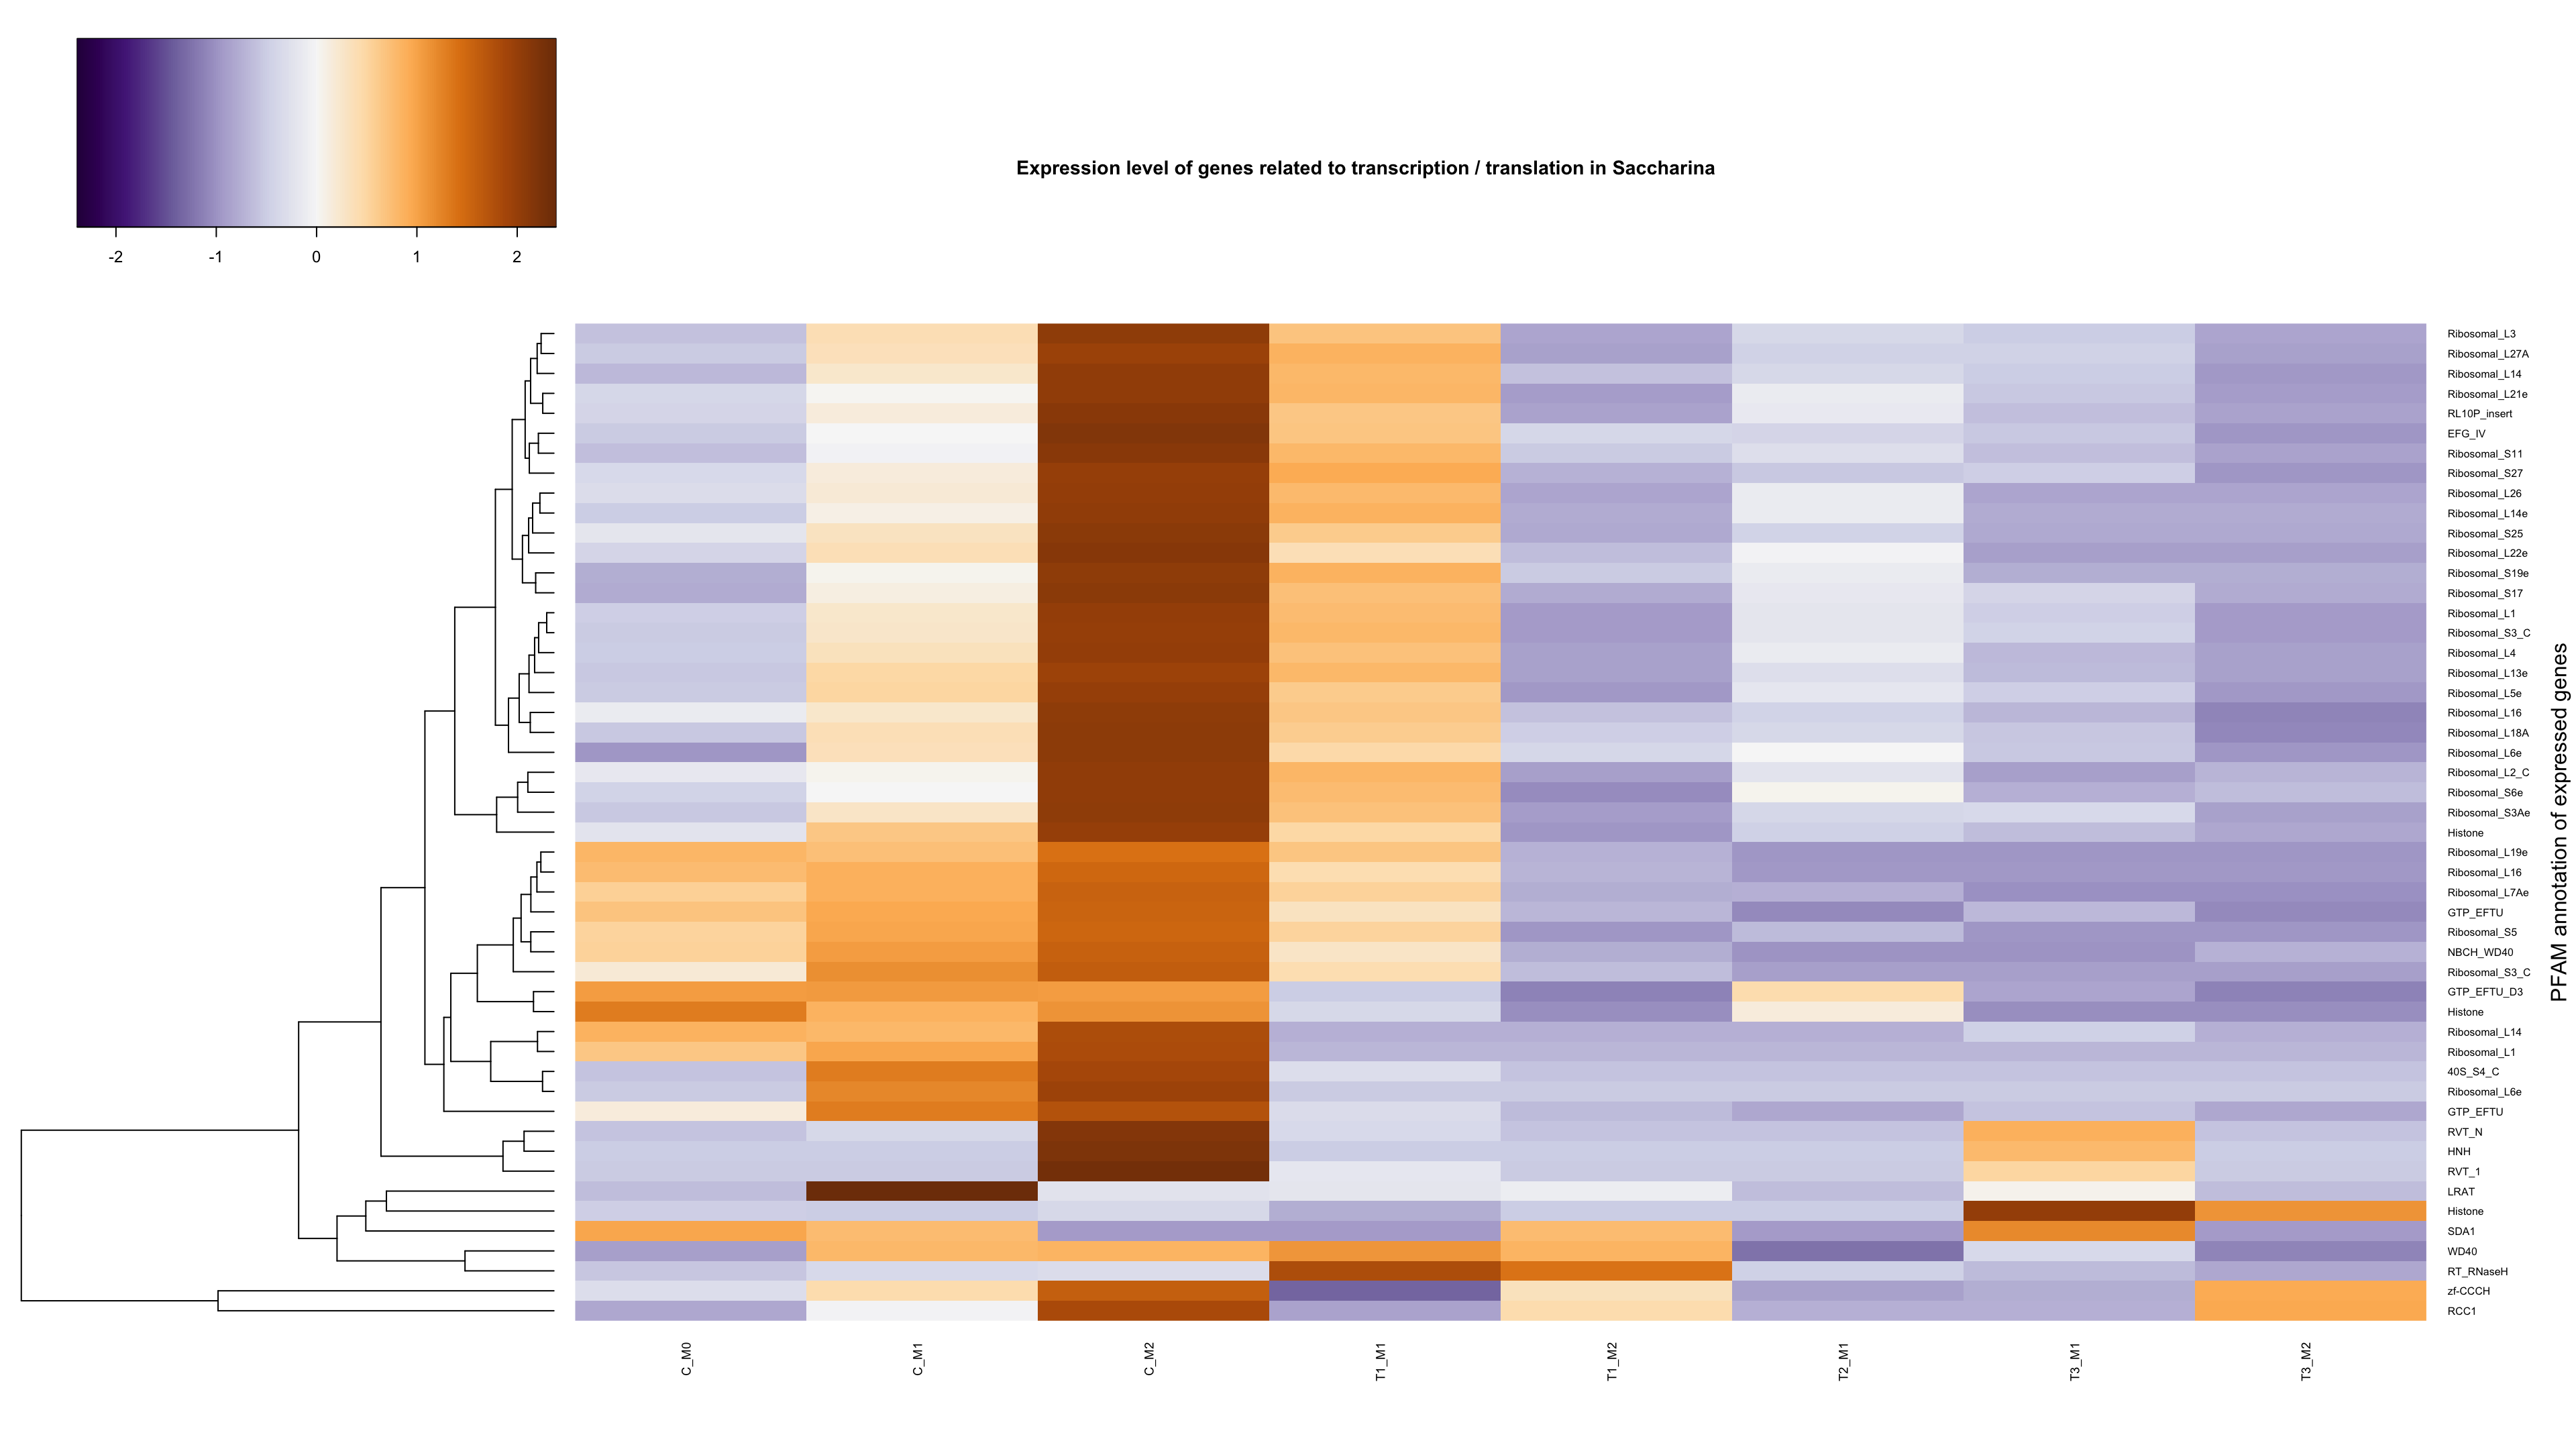 -2 -1 0 1 2
Expression level of genes related to transcription / translation in Saccharina
Ribosomal_L3
Ribosomal_L27A
Ribosomal_L14
Ribosomal_L21e
RL10P_insert
EFG_IV
Ribosomal_S11
Ribosomal_S27
Ribosomal_L26
Ribosomal_L14e
Ribosomal_S25
Ribosomal_L22e
Ribosomal_S19e
Ribosomal_S17
Ribosomal_L1
Ribosomal_S3_C
Ribosomal_L4
Ribosomal_L13e
Ribosomal_L5e
Ribosomal_L16
Ribosomal_L18A
Ribosomal_L6e
Ribosomal_L2_C
Ribosomal_S6e
Ribosomal_S3Ae
Histone
Ribosomal_L19e
Ribosomal_L16
Ribosomal_L7Ae
GTP_EFTU
Ribosomal_S5
NBCH_WD40
Ribosomal_S3_C
GTP_EFTU_D3
Histone
Ribosomal_L14
Ribosomal_L1
40S_S4_C
Ribosomal_L6e
GTP_EFTU
RVT_N
HNH
RVT_1
LRAT
Histone
SDA1
WD40
RT_RNaseH
zf-CCCH
RCC1
PFAM annotation of expressed genes
C_M0
C_M1
C_M2
T1_M1
T1_M2
T2_M1
T3_M1
T3_M2